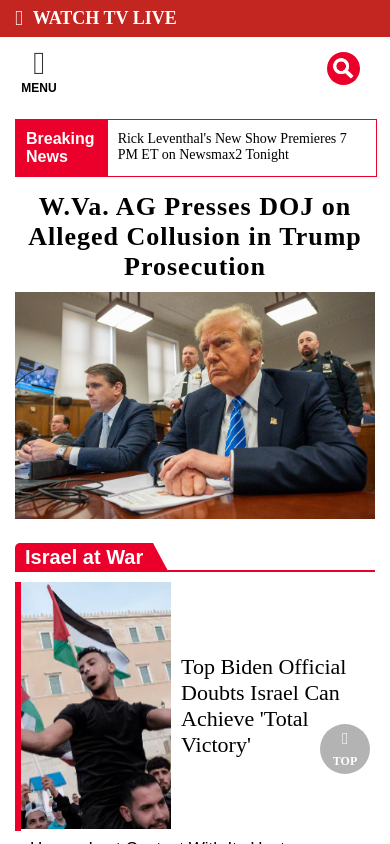 WATCH TV LIVE
MENU
Breaking
News
Rick Leventhal's New Show Premieres 7
PM ET on Newsmax2 Tonight
W.Va. AG Presses DOJ on
Alleged Collusion in Trump
Prosecution
Israel at War
Top Biden Official
Doubts Israel Can
Achieve 'Total
Victory'
TOP